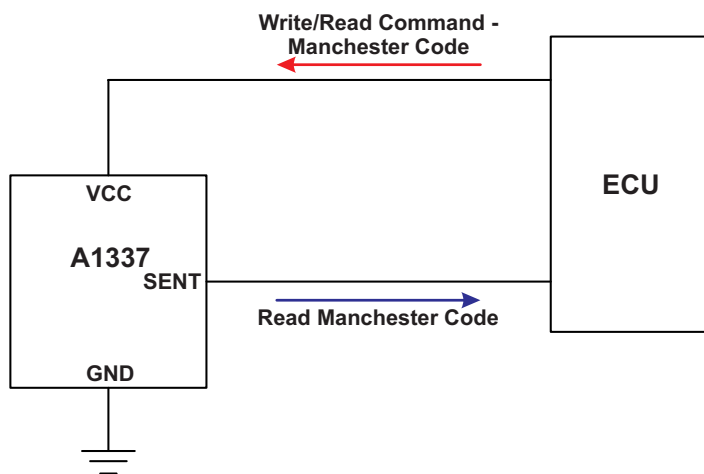 Write/Read Command -
Manchester Code
VCC
ECU
A1337
SENT
Read Manchester Code
GND